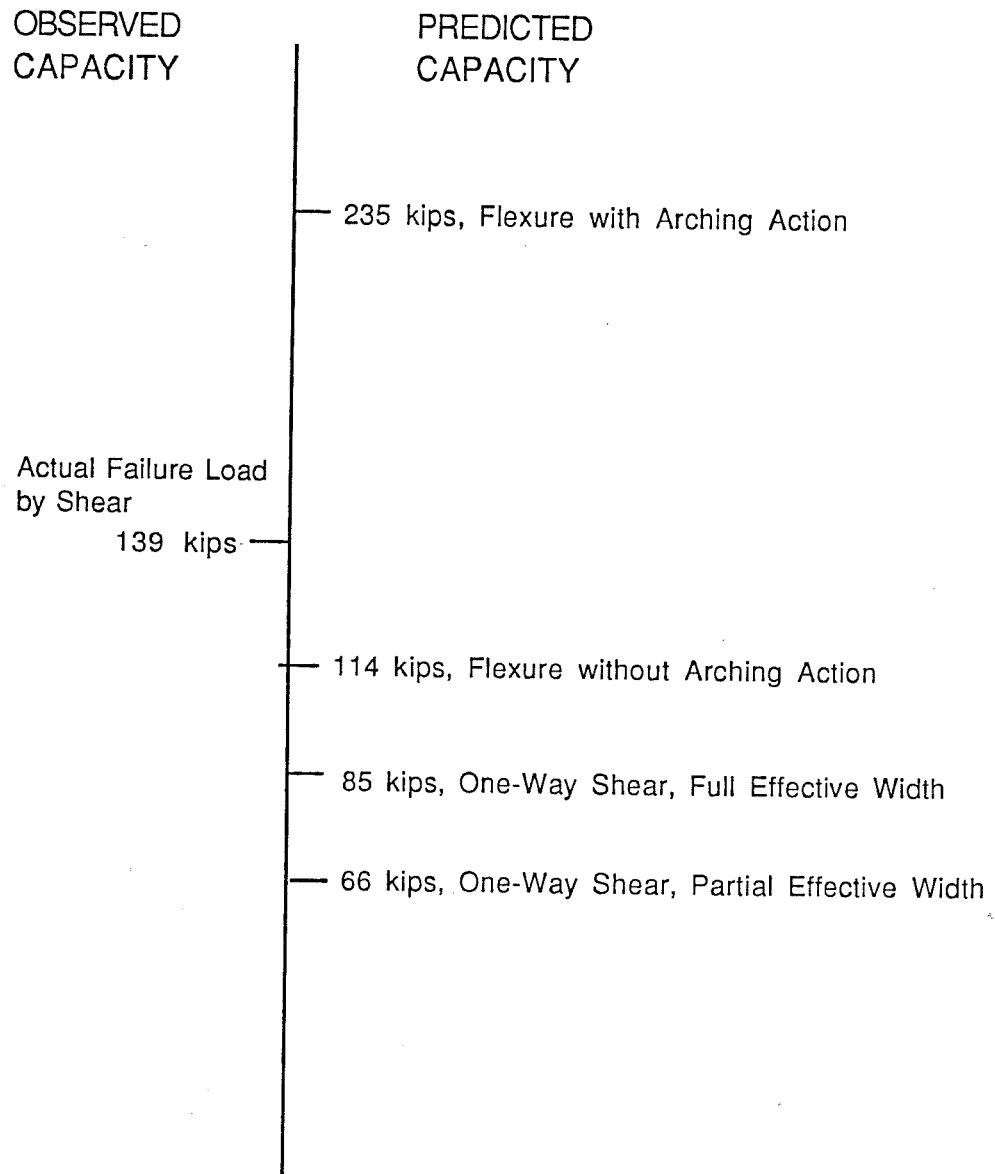 OBSERVED
CAPACITY
PREDICTED
CAPACITY
235 kips, Flexure with Arching Action
Actual Failure Load
by Shear
139 kips
114 kips, Flexure without Arching Action
85 kips, One-Way Shear, Full Effective Width
66 kips, One-Way Shear, Partial Effective Width